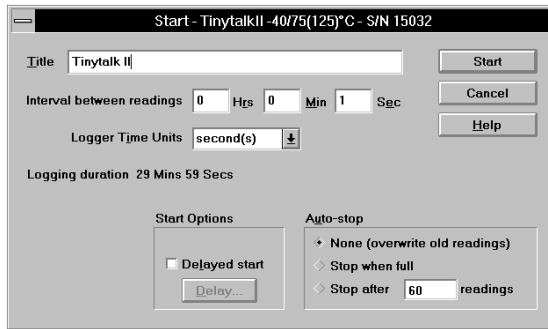 Start - TinytalkII -40/75(125)°C - S/N 15032
Title Tinytalk II Start
Interval between readings 0 Hrs 0 Min 1 Sec Cancel
Logger Time Units second(s) Help
Logging duration 29 Mins 59 Secs
Start Options
Delayed start
Delay...
Auto-stop
None (overwrite old readings)
Stop when full
Stop after 60 readings